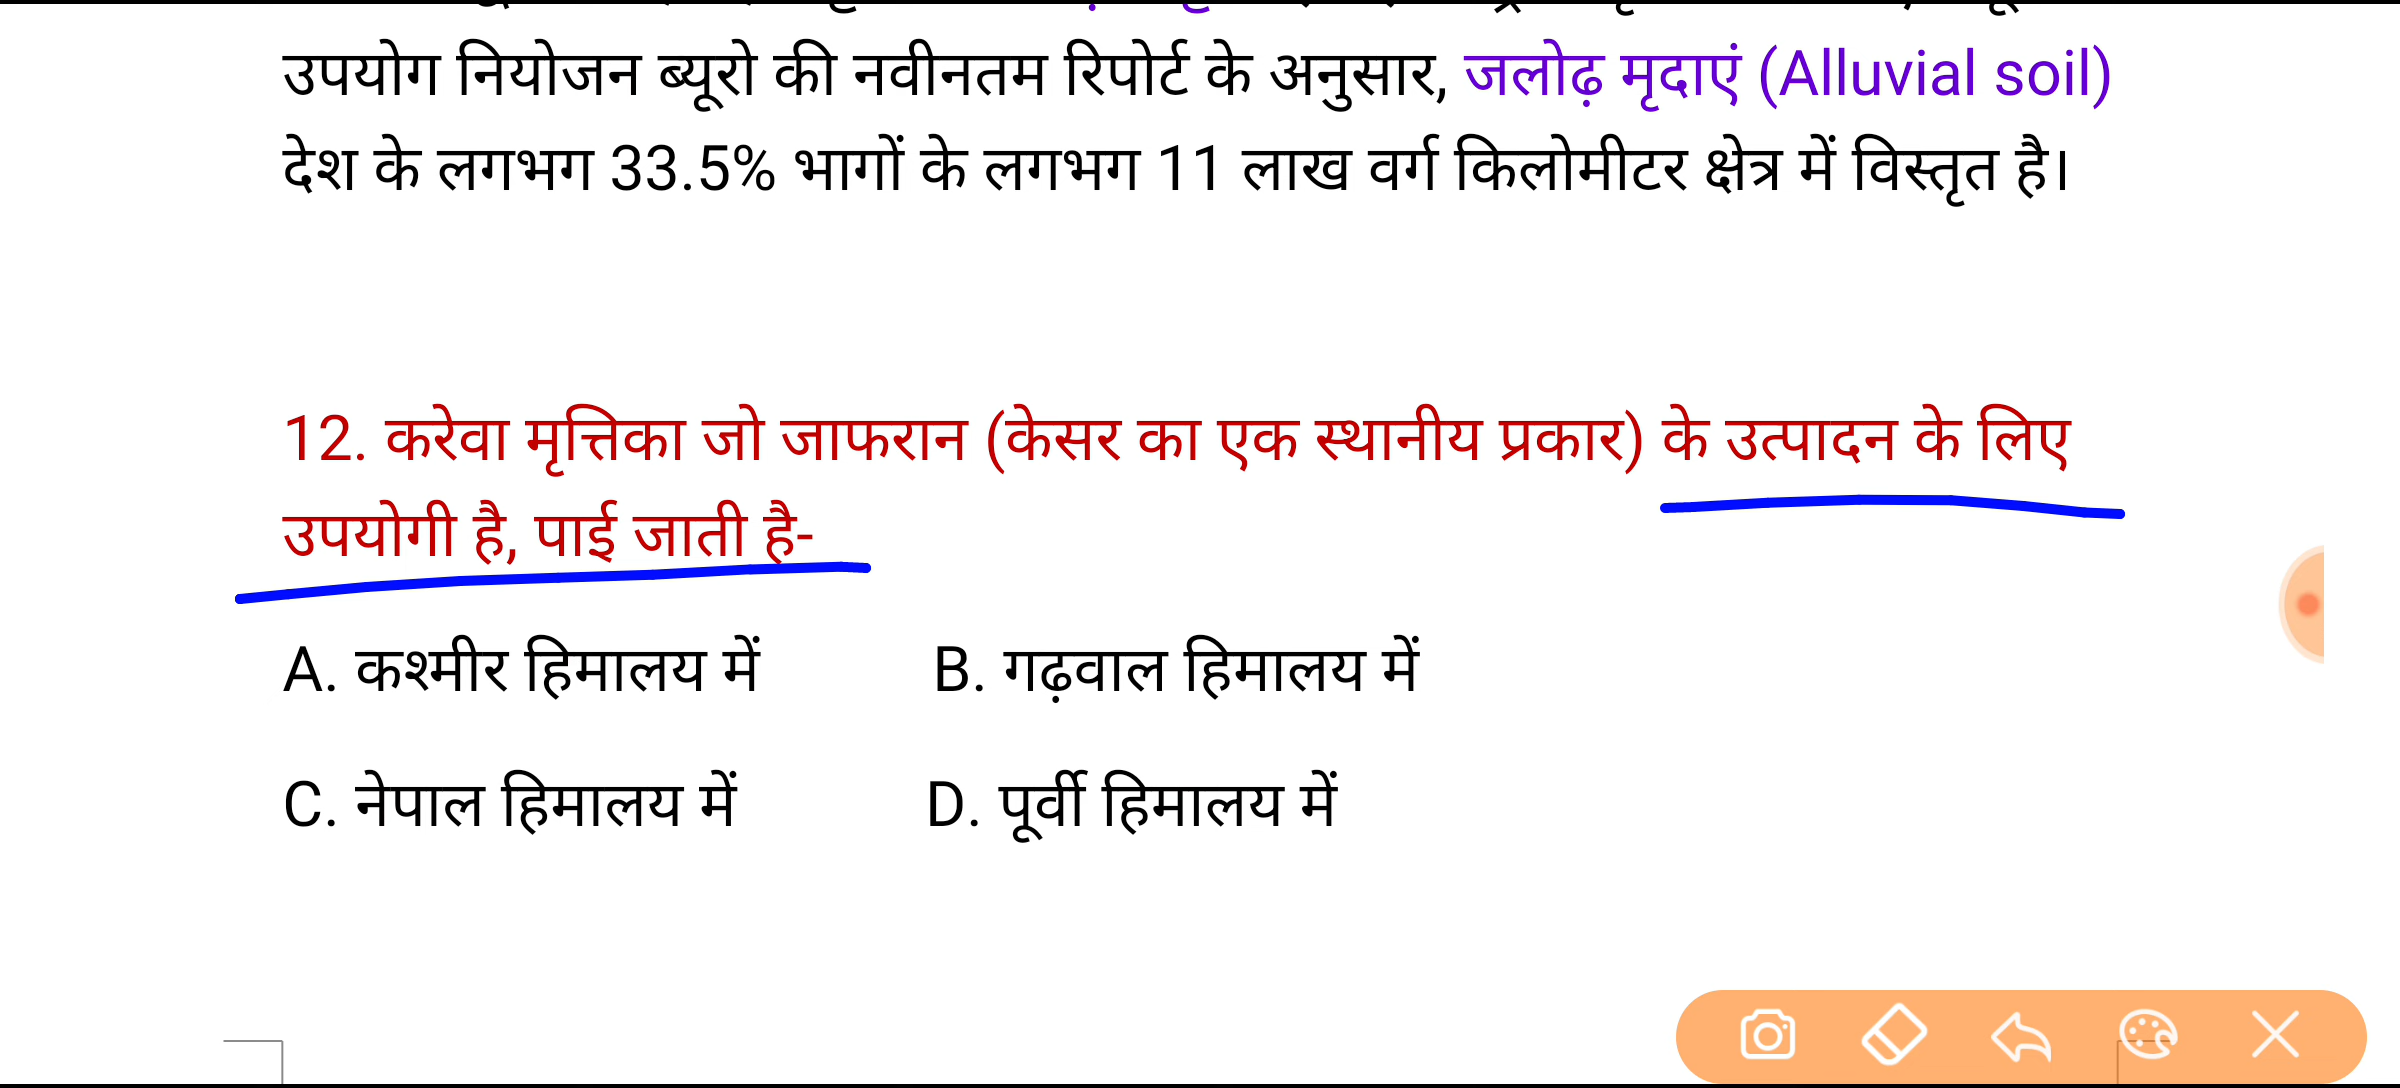 उपयोग नियोजन ब्यूरो की नवीनतम रिपोर्ट के अनुसार, जलोढ़ मृदाएं (Alluvial soil)
देश के लगभग 33.5% भागों के लगभग 11 लाख वर्ग किलोमीटर क्षेत्र में विस्तृत है।
12. करेवा मृत्तिका जो जाफरान (केसर का एक स्थानीय प्रकार) के उत्पादन के लिए
उपयोगी है, पाई जाती है-
A. कश्मीर हिमालय में B. गढ़वाल हिमालय में
C. नेपाल हिमालय में D. पूर्वी हिमालय में